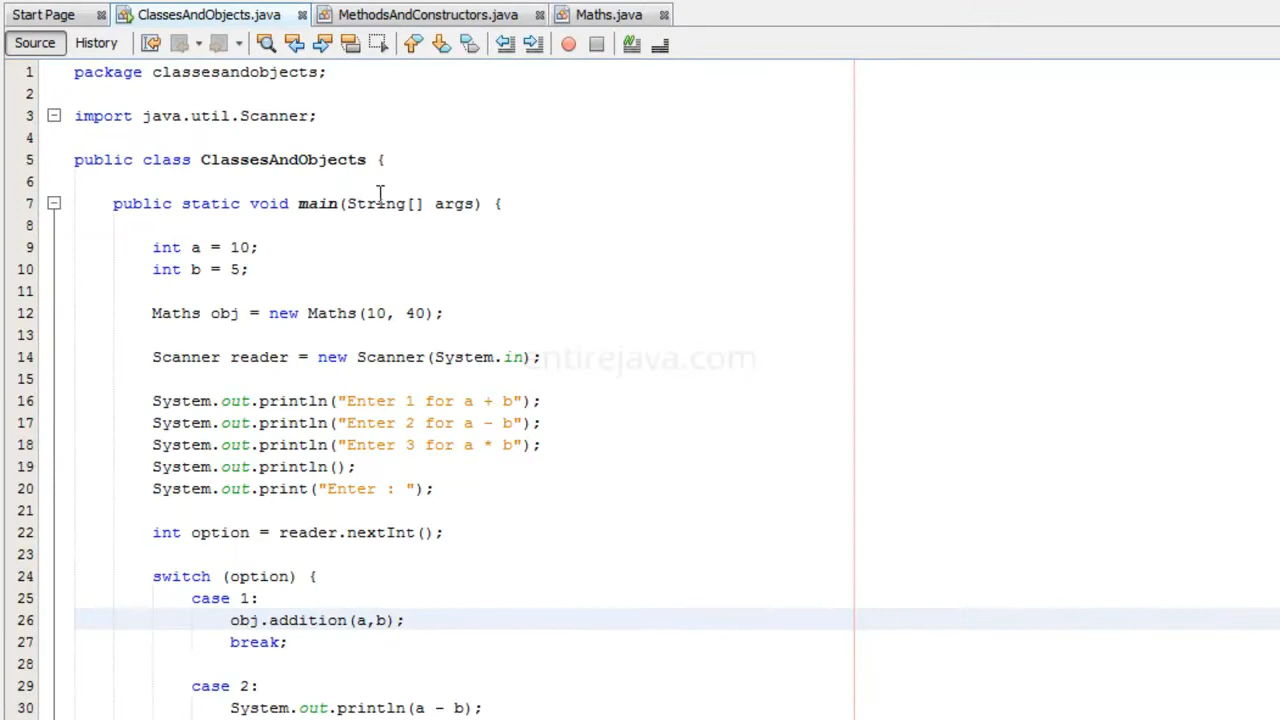 Start Page ClassesAndObjects.java MethodsAndConstructors.java Maths.java
Source History
1 package classesandobjects;
2
3 import java.util.Scanner;
4
5 public class ClassesAndObjects {
6
7 public static void main(String[] args) {
8
9 int a = 10;
10 int b = 5;
11
12 Maths obj = new Maths(10, 40);
13
14 Scanner reader = new Scanner(System.in);
entirejava.com
15
16 System.out.println("Enter 1 for a + b");
17 System.out.println("Enter 2 for a - b");
18 System.out.println("Enter 3 for a * b");
19 System.out.println();
20 System.out.print("Enter : ");
21
22 int option = reader.nextInt();
23
24 switch (option) {
25 case 1:
26 obj.addition(a,b);
27 break;
28
29 case 2:
30 System.out.println(a - b);